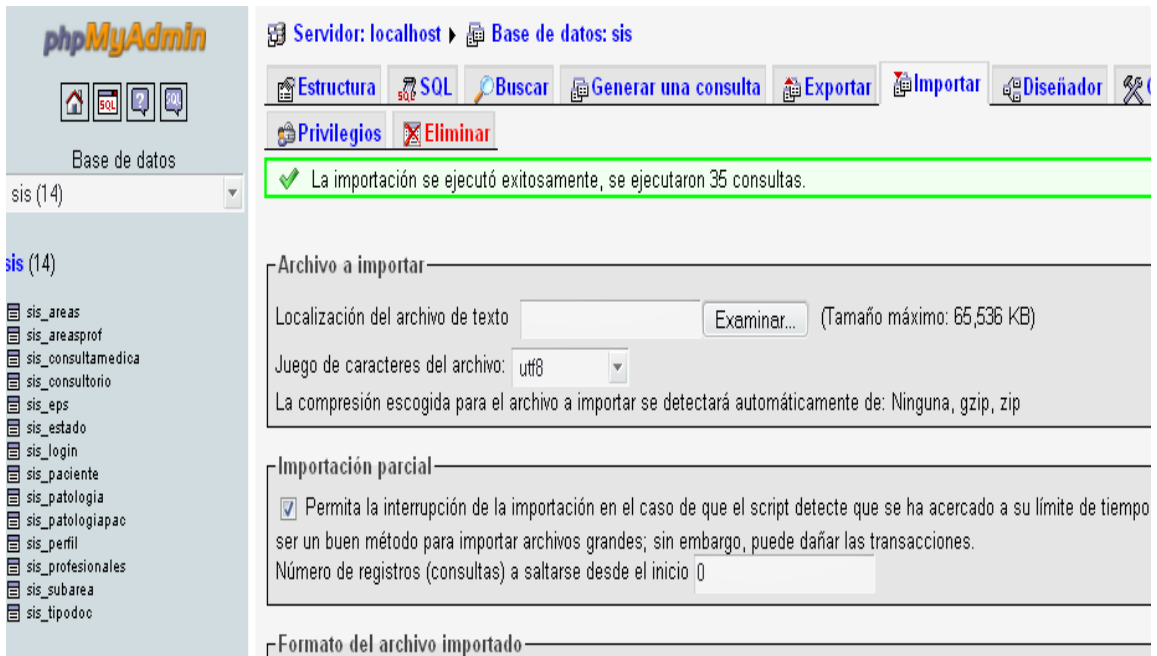 phpMyAdmin
SQL
SQL
Base de datos
sis (14)
sis (14)
sis_areas
sis_areasprof
sis_consultamedica
sis_consultorio
sis_eps
sis_estado
sis_login
sis_paciente
sis_patologia
sis_patologiapac
sis_perfil
sis_profesionales
sis_subarea
sis_tipodoc
Servidor: localhost Base de datos: sis
Estructura SQL Buscar Generar una consulta Exportar Importar Diseñador
Privilegios Eliminar
La importación se ejecutó exitosamente, se ejecutaron 35 consultas.
Archivo a importar
Localización del archivo de texto Examinar... (Tamaño máximo: 65,536 KB)
Juego de caracteres del archivo: utf8
La compresión escogida para el archivo a importar se detectará automáticamente de: Ninguna, gzip, zip
Importación parcial
Permita la interrupción de la importación en el caso de que el script detecte que se ha acercado a su límite de tiempo
ser un buen método para importar archivos grandes; sin embargo, puede dañar las transacciones.
Número de registros (consultas) a saltarse desde el inicio 0
Formato del archivo importado